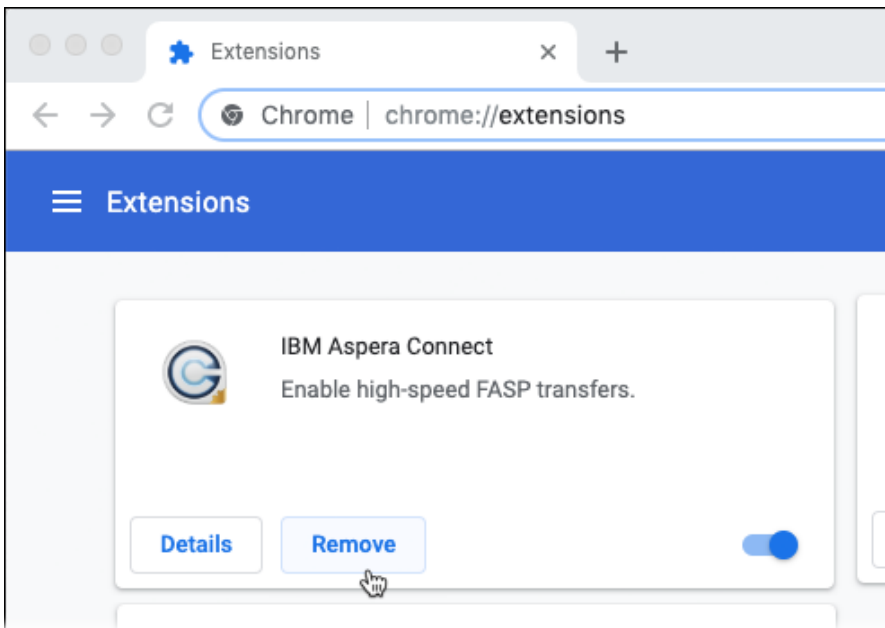 Extensions
Chrome | chrome://extensions
Extensions
IBM Aspera Connect
Enable high-speed FASP transfers.
Details Remove